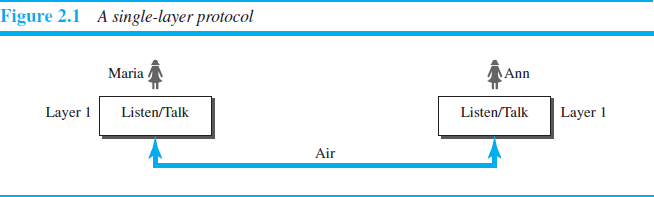 Figure 2.1 A single-layer protocol
Maria Ann
Layer 1 Listen/Talk Listen/Talk Layer 1
Air